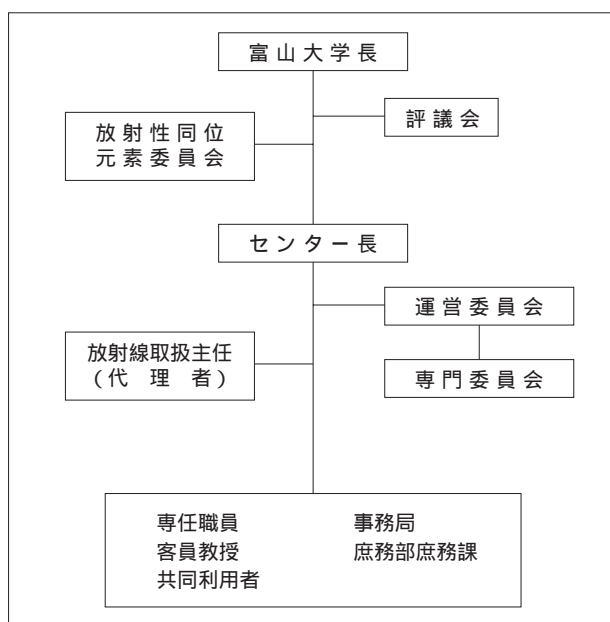 富山大学長
評議会
放射性同位
元素委員会
センター長
運営委員会
放射線取扱主任
(代理者)
専門委員会
専任職員
事務局
客員教授
庶務部庶務課
共同利用者